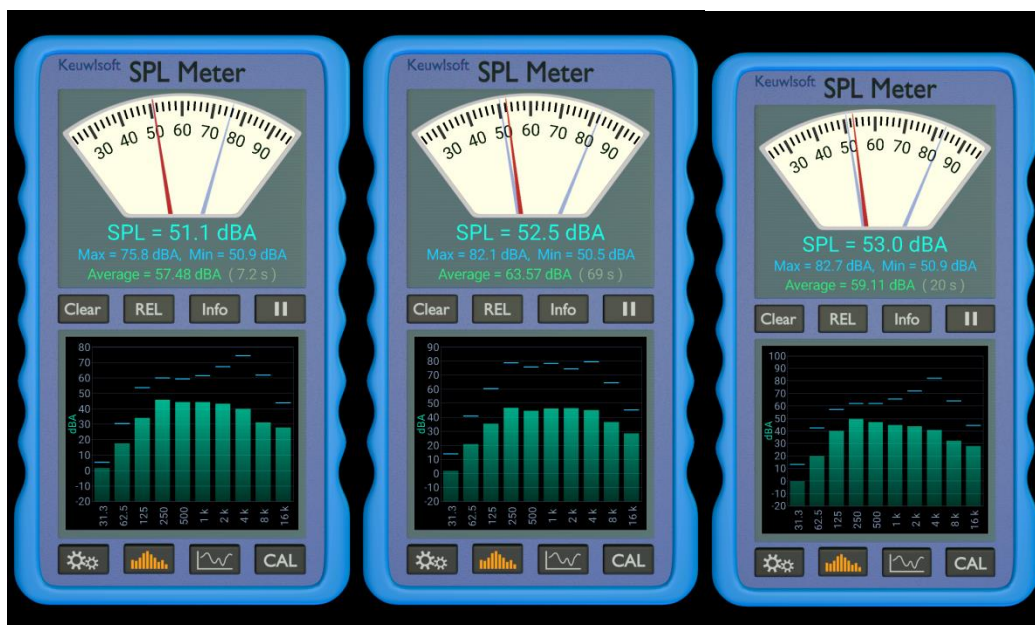 Keuwlsoft SPL Meter
30 40 50 60 70 80 90
SPL = 51.1 dBA
Max = 75.8 dBA, Min = 50.9 dBA
Average = 57.48 dBA ( 7.2 s )
Clear REL Info
80
70
60
50
40
30
20
10
0
-10
-20
dBA
31.3 62.5 125 250 500 1 k 2 k 4 k 8 k 16 k
CAL
Keuwlsoft SPL Meter
30 40 50 60 70 80 90
SPL = 52.5 dBA
Max = 82.1 dBA, Min = 50.5 dBA
Average = 63.57 dBA ( 69 s )
Clear REL Info
90
80
70
60
50
40
30
20
10
0
-10
-20
dBA
31.3 62.5 125 250 500 1 k 2 k 4 k 8 k 16 k
CAL
Keuwlsoft SPL Meter
30 40 50 60 70 80 90
SPL = 53.0 dBA
Max = 82.7 dBA, Min = 50.9 dBA
Average = 59.11 dBA ( 20 s )
Clear REL Info
100
90
80
70
60
50
40
30
20
10
0
-10
-20
dBA
31.3 62.5 125 250 500 1 k 2 k 4 k 8 k 16 k
CAL